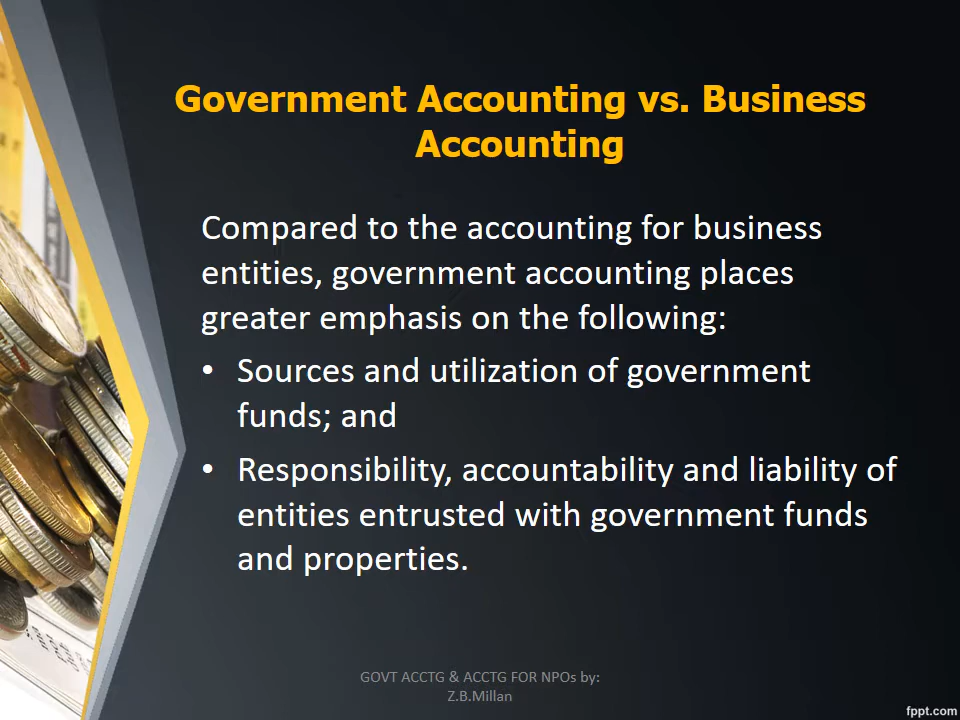 Government Accounting vs. Business
Accounting
Compared to the accounting for business
entities, government accounting places
greater emphasis on the following:
• Sources and utilization of government
funds; and
• Responsibility, accountability and liability of
entities entrusted with government funds
and properties.
GOVT ACCTG & ACCTG FOR NPOs by:
Z.B.Millan
fppt.com